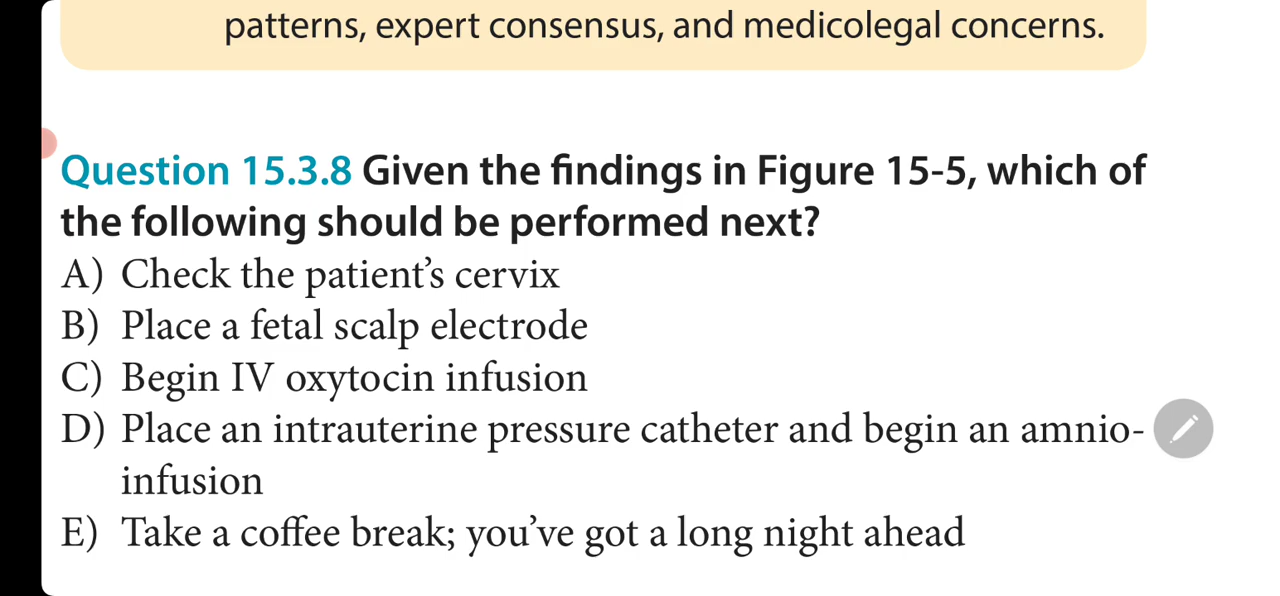 patterns, expert consensus, and medicolegal concerns.
Question 15.3.8 Given the findings in Figure 15-5, which of
the following should be performed next?
A) Check the patient’s cervix
B) Place a fetal scalp electrode
C) Begin IV oxytocin infusion
D) Place an intrauterine pressure catheter and begin an amnio-
infusion
E) Take a coffee break; you’ve got a long night ahead